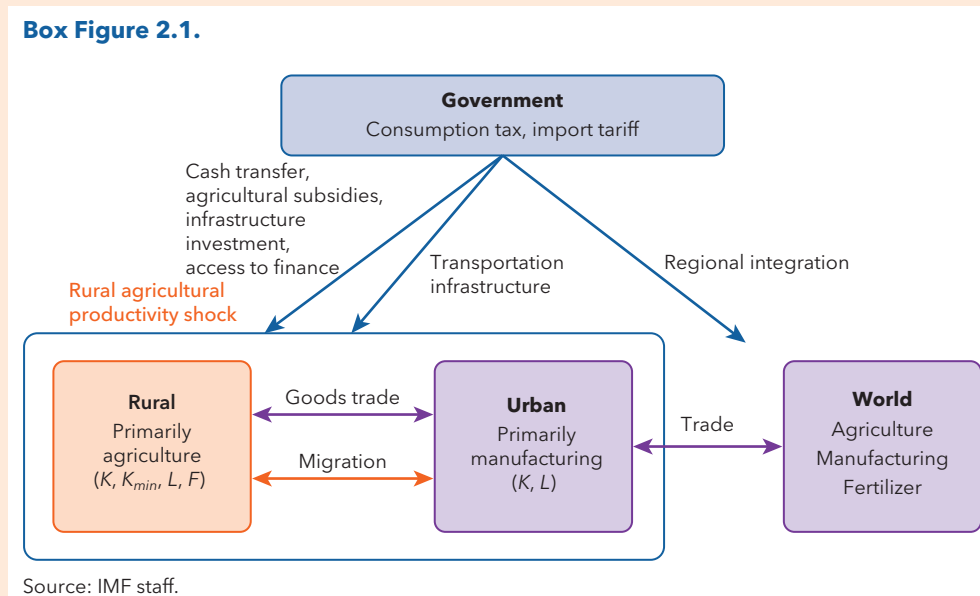 Box Figure 2.1.
Government
Consumption tax, import tariff
Cash transfer,
agricultural subsidies,
infrastructure
investment,
access to finance
Transportation
infrastructure
Regional integration
Rural agricultural
productivity shock
Rural
Primarily
agriculture
(K, Kmin, L, F)
Goods trade
Migration
Urban
Primarily
manufacturing
(K, L)
Trade
World
Agriculture
Manufacturing
Fertilizer
Source: IMF staff.